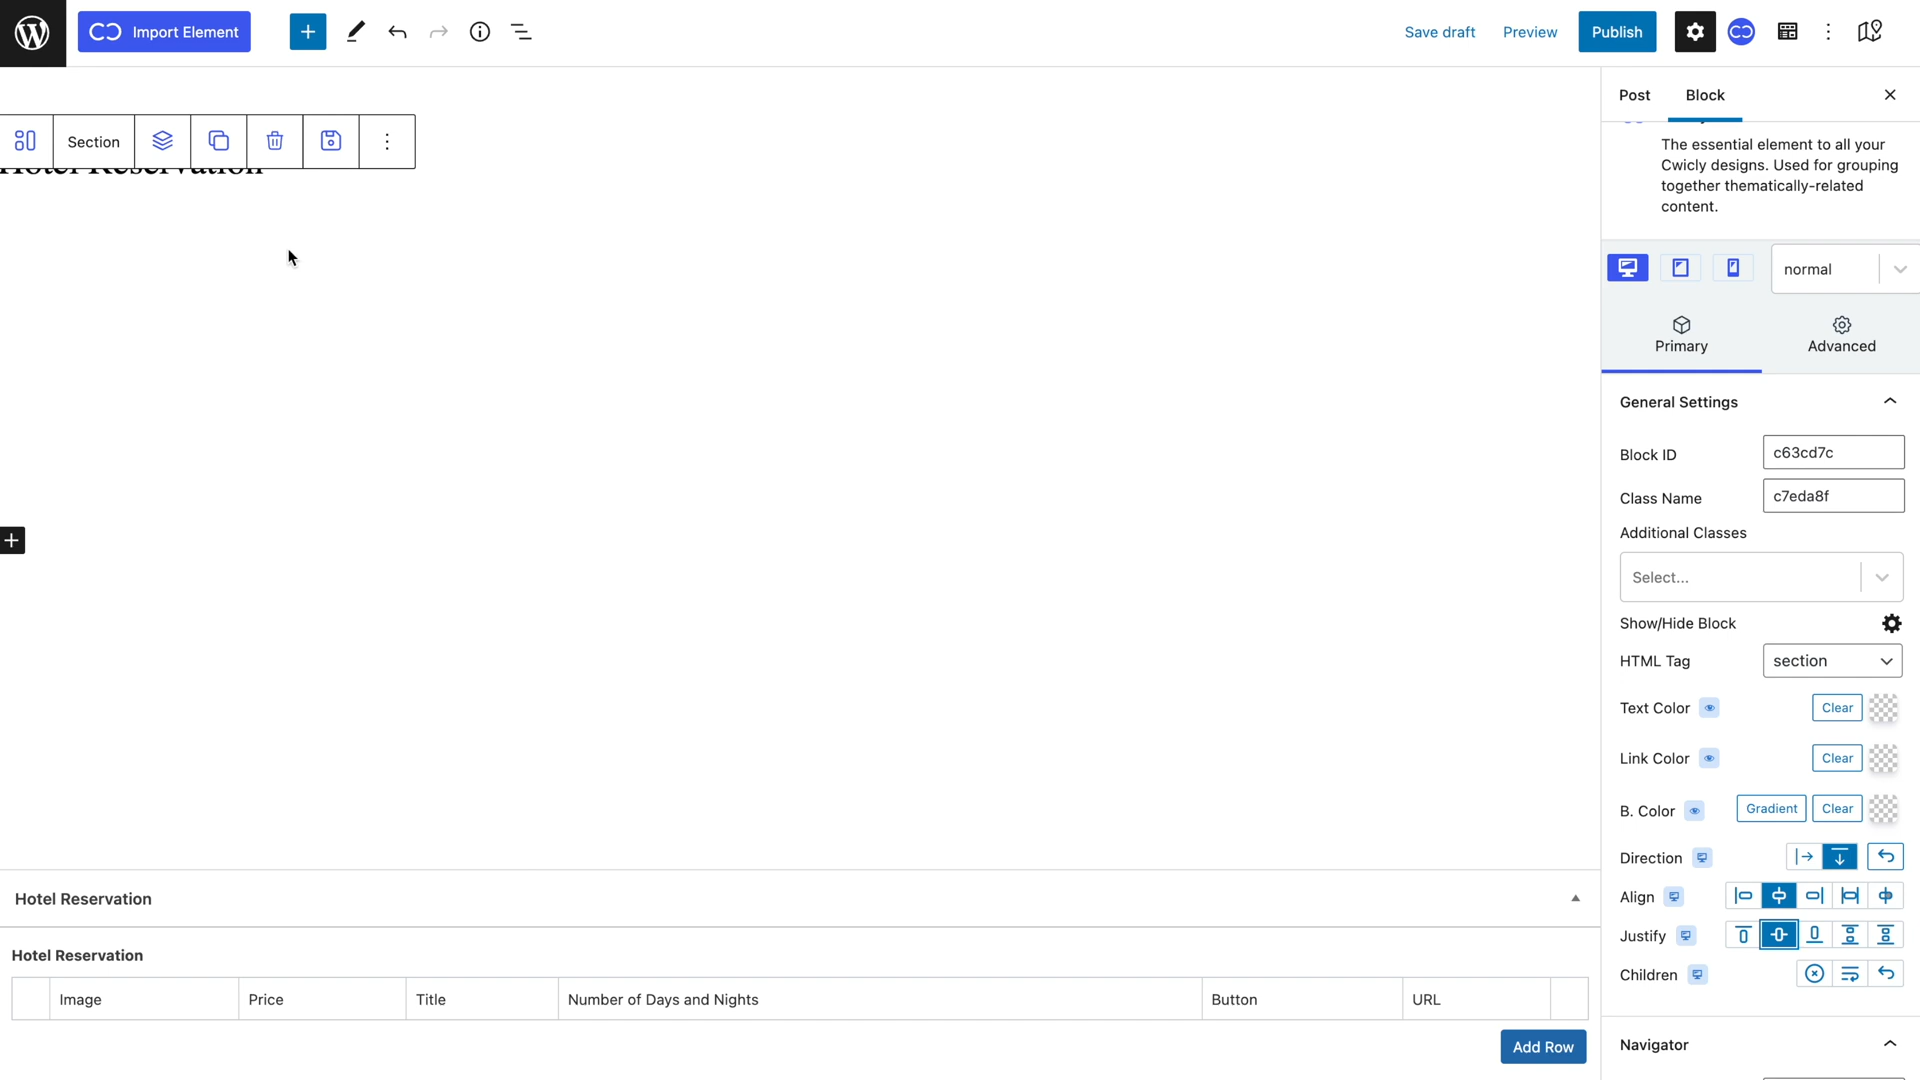 Import Element
Save draft
Preview
Publish
Post
Block
Section
Hotel Reservation
The essential element to all your
Cwicly designs. Used for grouping
together thematically-related
content.
normal
Primary
Advanced
General Settings
Block ID
c63cd7c
Class Name
c7eda8f
Additional Classes
Select...
Show/Hide Block
HTML Tag
section
Text Color
Clear
Link Color
Clear
B. Color
Gradient
Clear
Direction
Align
Justify
Children
Navigator
Hotel Reservation
Hotel Reservation
Image
Price
Title
Number of Days and Nights
Button
URL
Add Row